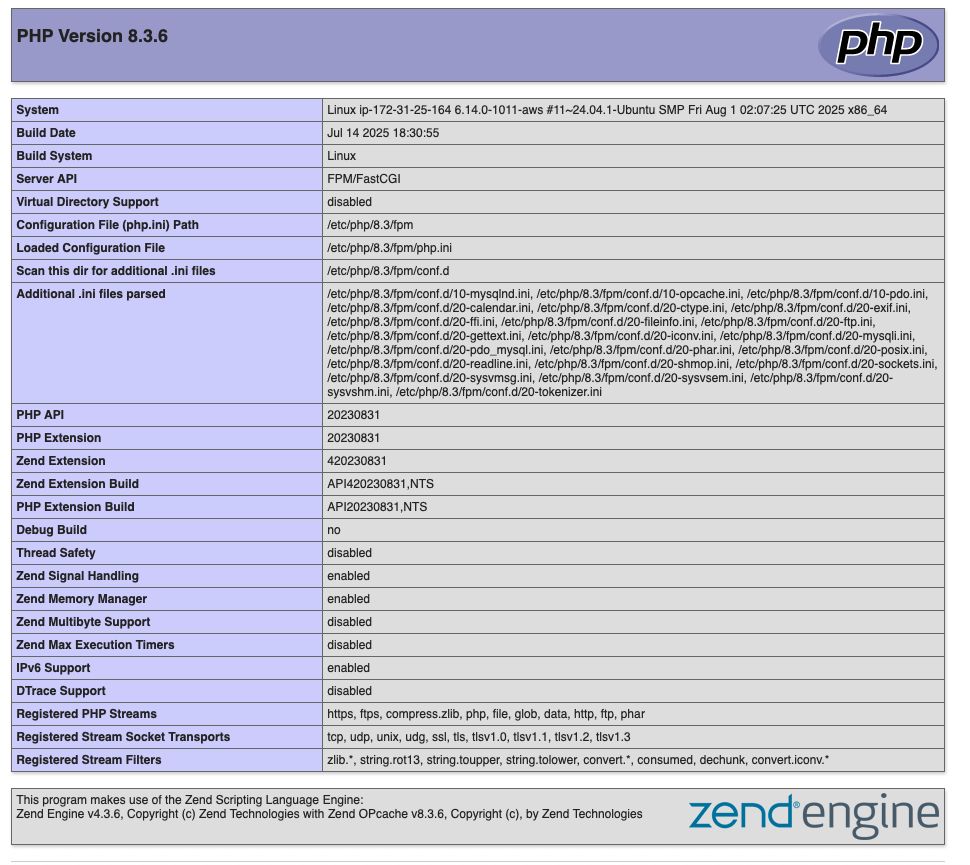 PHP Version 8.3.6
php
System Linux ip-172-31-25-164 6.14.0-1011-aws #11~24.04.1-Ubuntu SMP Fri Aug 1 02:07:25 UTC 2025 x86_64
Build Date Jul 14 2025 18:30:55
Build System Linux
Server API FPM/FastCGI
Virtual Directory Support disabled
Configuration File (php.ini) Path /etc/php/8.3/fpm
Loaded Configuration File /etc/php/8.3/fpm/php.ini
Scan this dir for additional .ini files /etc/php/8.3/fpm/conf.d
Additional .ini files parsed /etc/php/8.3/fpm/conf.d/10-mysqlnd.ini, /etc/php/8.3/fpm/conf.d/10-opcache.ini, /etc/php/8.3/fpm/conf.d/10-pdo.ini,
/etc/php/8.3/fpm/conf.d/20-calendar.ini, /etc/php/8.3/fpm/conf.d/20-ctype.ini, /etc/php/8.3/fpm/conf.d/20-exif.ini,
/etc/php/8.3/fpm/conf.d/20-ffi.ini, /etc/php/8.3/fpm/conf.d/20-fileinfo.ini, /etc/php/8.3/fpm/conf.d/20-ftp.ini,
/etc/php/8.3/fpm/conf.d/20-gettext.ini, /etc/php/8.3/fpm/conf.d/20-iconv.ini, /etc/php/8.3/fpm/conf.d/20-mysqli.ini,
/etc/php/8.3/fpm/conf.d/20-pdo_mysql.ini, /etc/php/8.3/fpm/conf.d/20-phar.ini, /etc/php/8.3/fpm/conf.d/20-posix.ini,
/etc/php/8.3/fpm/conf.d/20-readline.ini, /etc/php/8.3/fpm/conf.d/20-shmop.ini, /etc/php/8.3/fpm/conf.d/20-sockets.ini,
/etc/php/8.3/fpm/conf.d/20-sysvmsg.ini, /etc/php/8.3/fpm/conf.d/20-sysvsem.ini, /etc/php/8.3/fpm/conf.d/20-
sysvshm.ini, /etc/php/8.3/fpm/conf.d/20-tokenizer.ini
PHP API 20230831
PHP Extension 20230831
Zend Extension 420230831
Zend Extension Build API420230831,NTS
PHP Extension Build API20230831,NTS
Debug Build no
Thread Safety disabled
Zend Signal Handling enabled
Zend Memory Manager enabled
Zend Multibyte Support disabled
Zend Max Execution Timers disabled
IPv6 Support enabled
DTrace Support disabled
Registered PHP Streams https, ftps, compress.zlib, php, file, glob, data, http, ftp, phar
Registered Stream Socket Transports tcp, udp, unix, udg, ssl, tls, tlsv1.0, tlsv1.1, tlsv1.2, tlsv1.3
Registered Stream Filters zlib.*, string.rot13, string.toupper, string.tolower, convert.*, consumed, dechunk, convert.iconv.*
This program makes use of the Zend Scripting Language Engine:
Zend Engine v4.3.6, Copyright (c) Zend Technologies with Zend OPcache v8.3.6, Copyright (c), by Zend Technologies
zend® engine